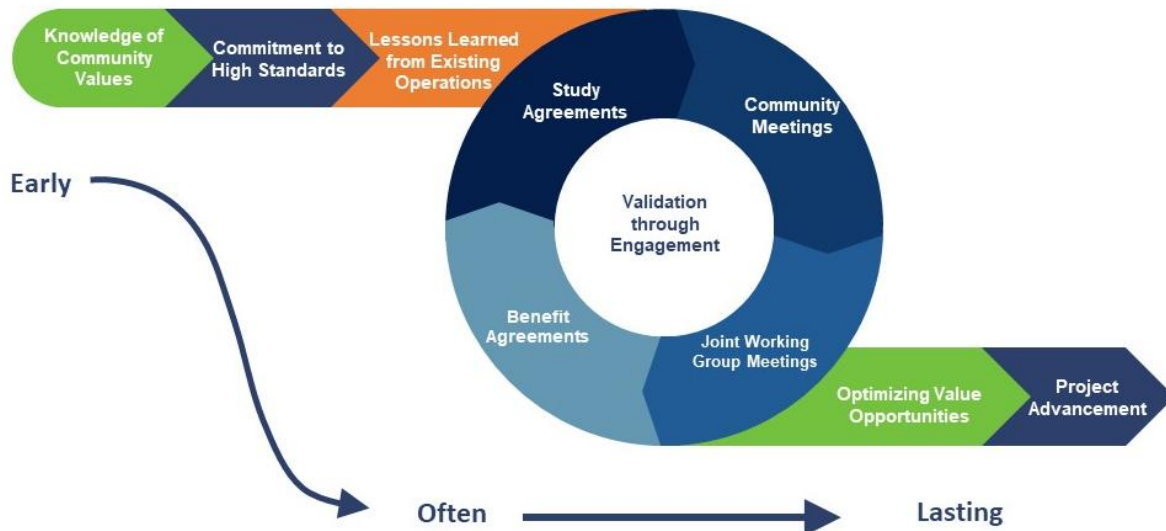 Knowledge of
Community
Values
Commitment to
High Standards
Lessons Learned
from Existing
Operations
Study
Agreements
Community
Meetings
Early
Validation
through
Engagement
Benefit
Agreements
Joint Working
Group Meetings
Optimizing Value
Opportunities
Project
Advancement
Often
Lasting